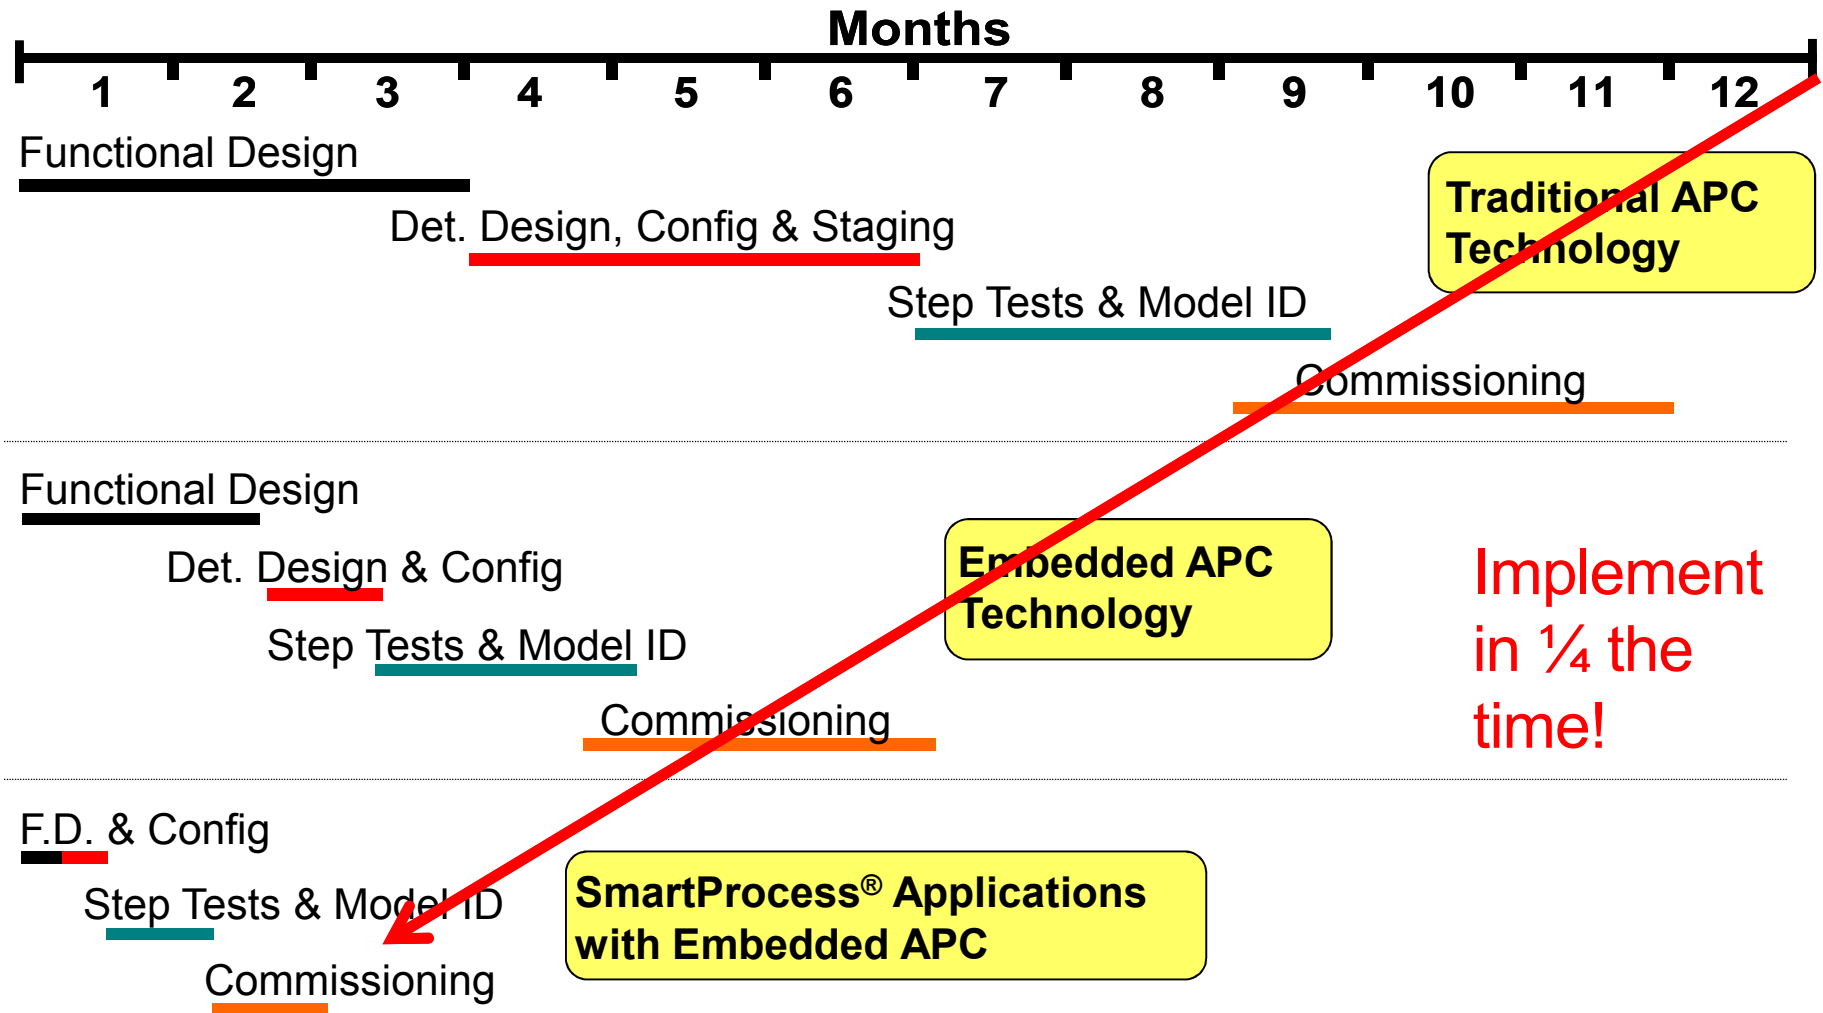 Months
1 2 3 4 5 6 7 8 9 10 11 12
Functional Design
Det. Design, Config & Staging
Step Tests & Model ID
Commissioning
Traditional APC
Technology
Functional Design
Det. Design & Config
Step Tests & Model ID
Commissioning
Embedded APC
Technology
Implement
in ¼ the
time!
F.D. & Config
Step Tests & Model ID
Commissioning
SmartProcess® Applications
with Embedded APC